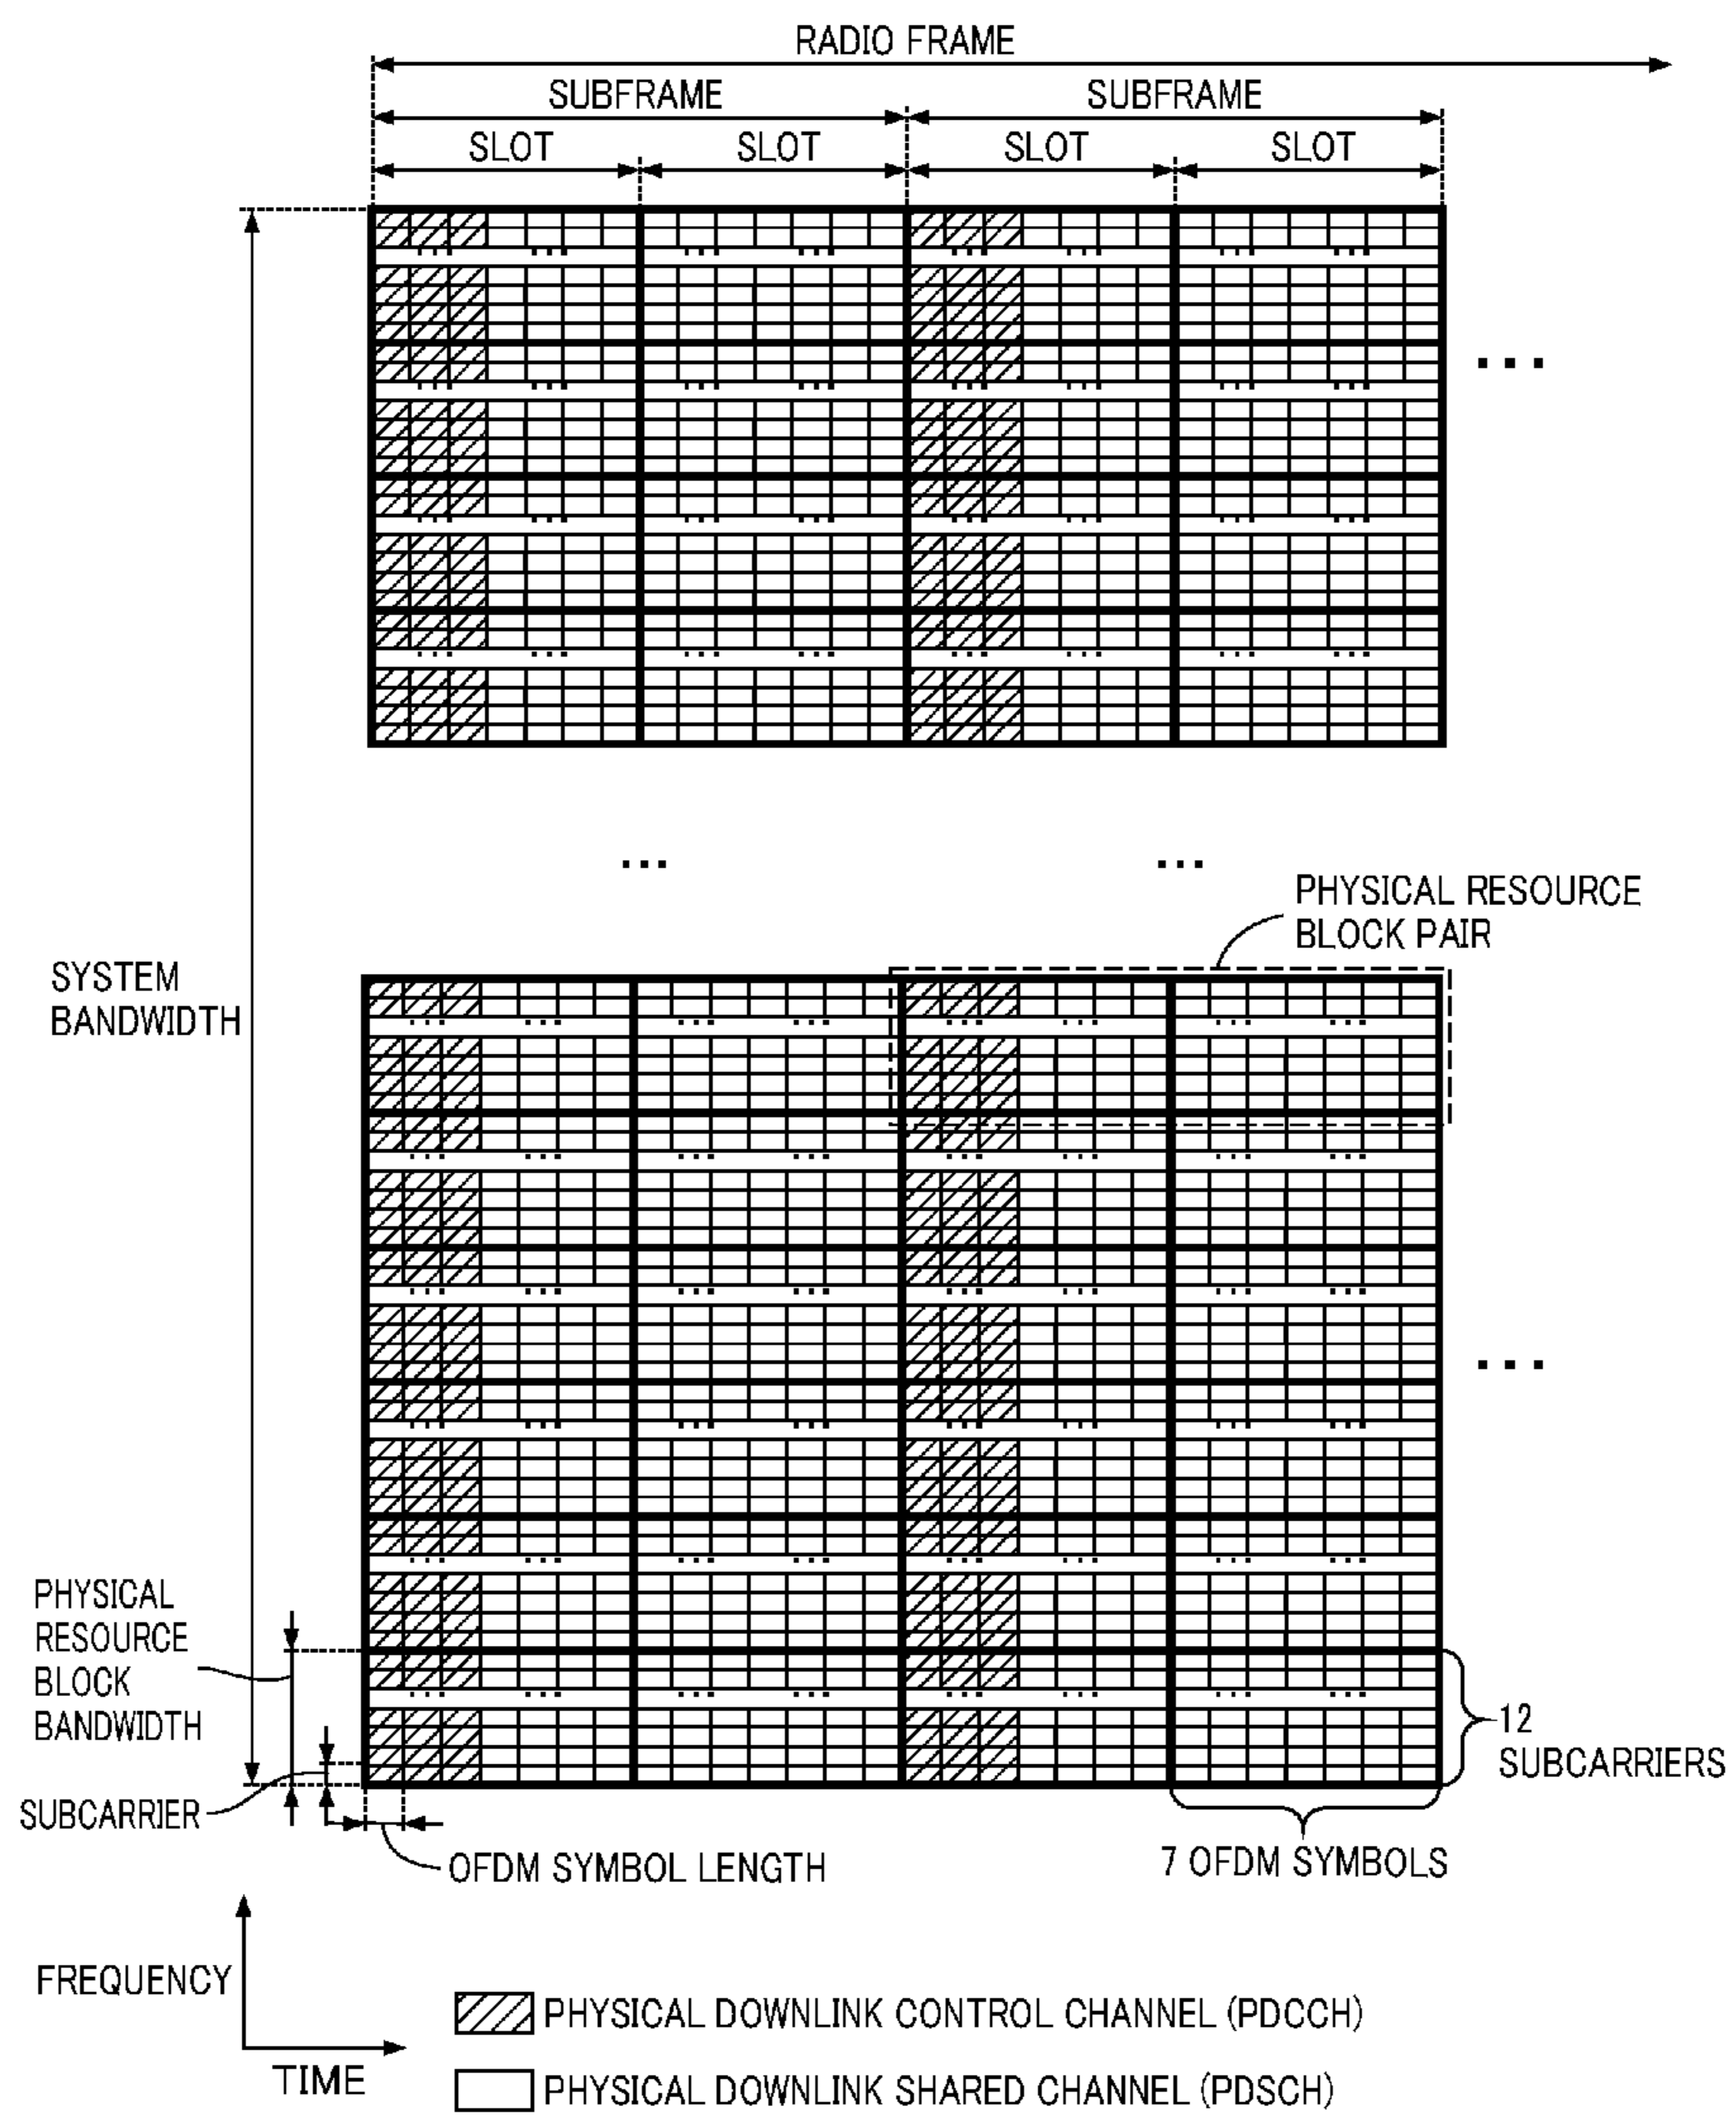 RADIO FRAME
SUBFRAME SUBFRAME
SLOT SLOT SLOT SLOT
...
... ...
PHYSICAL RESOURCE
BLOCK PAIR
SYSTEM
BANDWIDTH
...
PHYSICAL
RESOURCE
BLOCK
BANDWIDTH
12
SUBCARRIERS
SUBCARRIER
OFDM SYMBOL LENGTH
7 OFDM SYMBOLS
FREQUENCY
TIME
PHYSICAL DOWNLINK CONTROL CHANNEL (PDCCH)
PHYSICAL DOWNLINK SHARED CHANNEL (PDSCH)